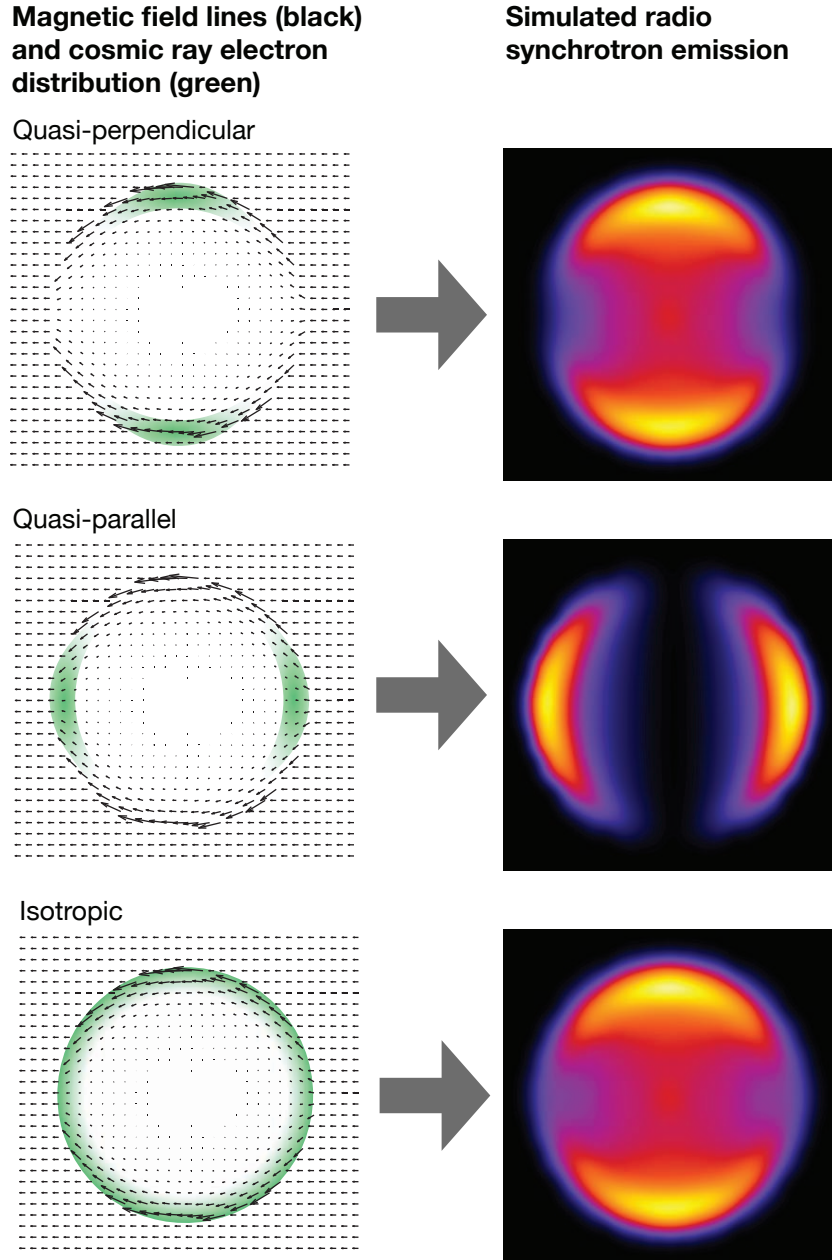 Magnetic field lines (black)
and cosmic ray electron
distribution (green)
Simulated radio
synchrotron emission
Quasi-perpendicular
Quasi-parallel
Isotropic